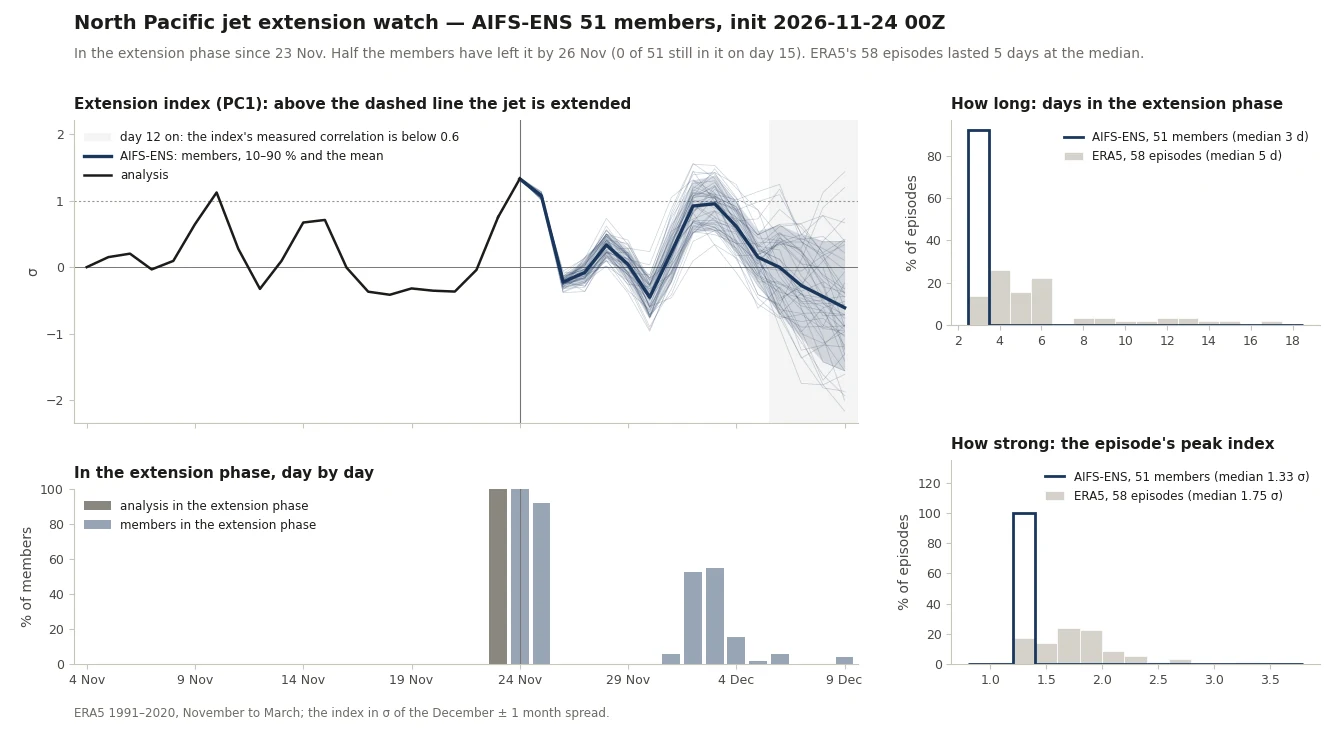 North Pacific jet extension watch — AIFS-ENS 51 members, init 2026-11-24 00Z
In the extension phase since 23 Nov. Half the members have left it by 26 Nov (0 of 51 still in it on day 15). ERA5's 58 episodes lasted 5 days at the median.
Extension index (PC1): above the dashed line the jet is extended
day 12 on: the index's measured correlation is below 0.6
AIFS-ENS: members, 10–90 % and the mean
analysis
σ
2
1
0
−1
−2
How long: days in the extension phase
AIFS-ENS, 51 members (median 3 d)
ERA5, 58 episodes (median 5 d)
% of episodes
80
60
40
20
0
2 4 6 8 10 12 14 16 18
In the extension phase, day by day
analysis in the extension phase
members in the extension phase
% of members
100
80
60
40
20
0
4 Nov 9 Nov 14 Nov 19 Nov 24 Nov 29 Nov 4 Dec 9 Dec
How strong: the episode's peak index
AIFS-ENS, 51 members (median 1.33 σ)
ERA5, 58 episodes (median 1.75 σ)
% of episodes
120
100
80
60
40
20
0
1.0 1.5 2.0 2.5 3.0 3.5
ERA5 1991–2020, November to March; the index in σ of the December ± 1 month spread.